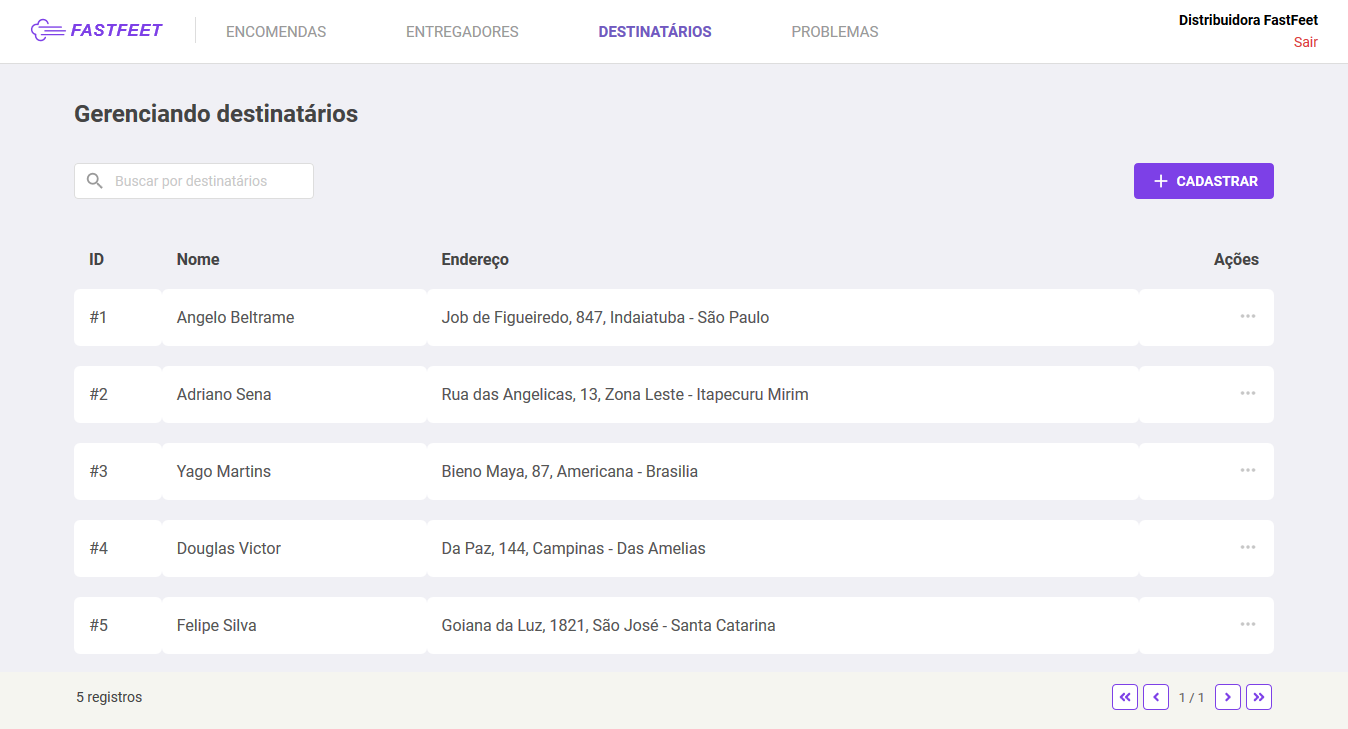 FASTFEET
ENCOMENDAS ENTREGADORES DESTINATÁRIOS PROBLEMAS
Distribuidora FastFeet
Sair
Gerenciando destinatários
Buscar por destinatários
CADASTRAR
ID Nome Endereço Ações
#1 Angelo Beltrame Job de Figueiredo, 847, Indaiatuba - São Paulo
#2 Adriano Sena Rua das Angelicas, 13, Zona Leste - Itapecuru Mirim
#3 Yago Martins Bieno Maya, 87, Americana - Brasilia
#4 Douglas Victor Da Paz, 144, Campinas - Das Amelias
#5 Felipe Silva Goiana da Luz, 1821, São José - Santa Catarina
5 registros
1 / 1